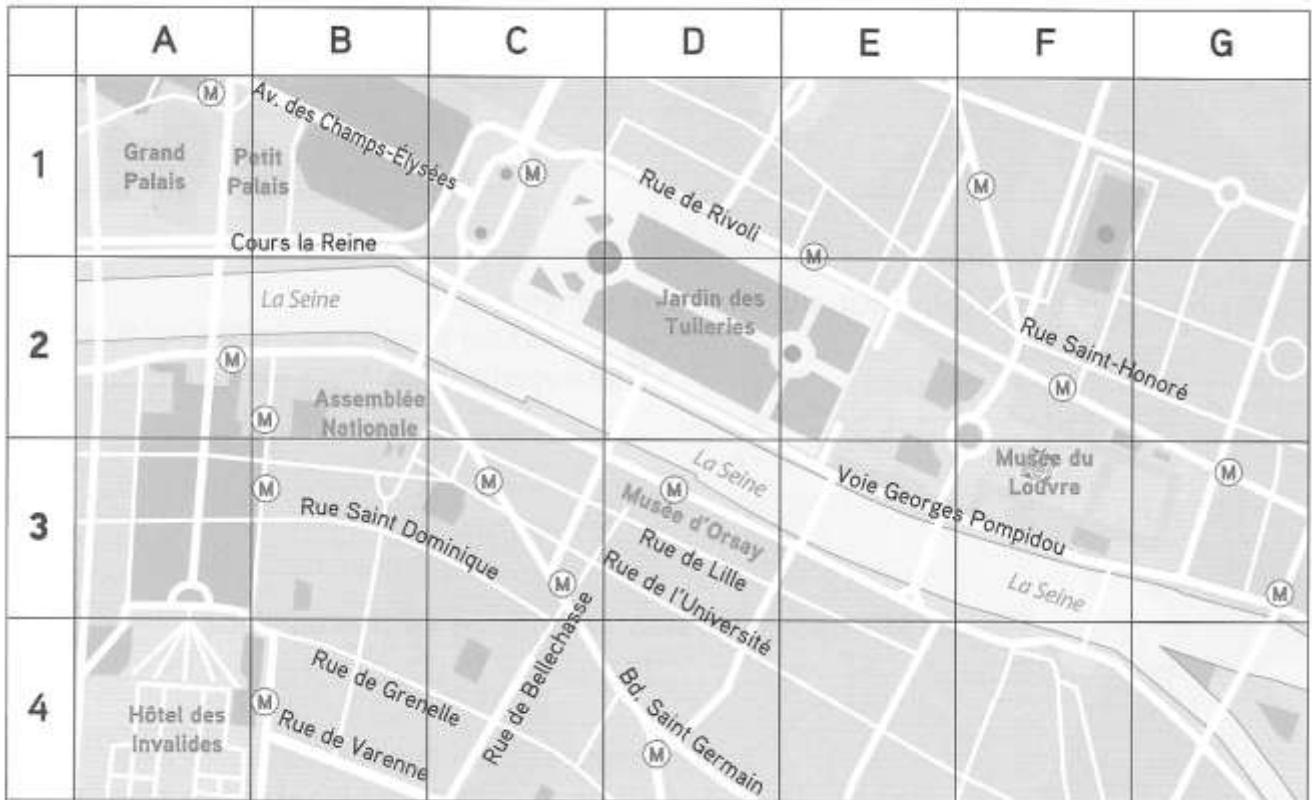 A B C D E F G
1
M
Av. des Champs-Élysées
Grand
Palais
Petit
Palais
M
Rue de Rivoli
M
Cours la Reine
M
2
La Seine
Jardin des
Tuileries
Rue Saint-Honoré
M
M
Assemblée
Nationale
M
3
M
Rue Saint Dominique
M
M
La Seine
M
Musée d'Orsay
Rue de Lille
Rue de l'Université
Voie Georges Pompidou
Musée du
Louvre
M
La Seine
M
4
Hôtel des
Invalides
M
Rue de Grenelle
Rue de Varenne
Rue de Bellechasse
Bd. Saint Germain
M